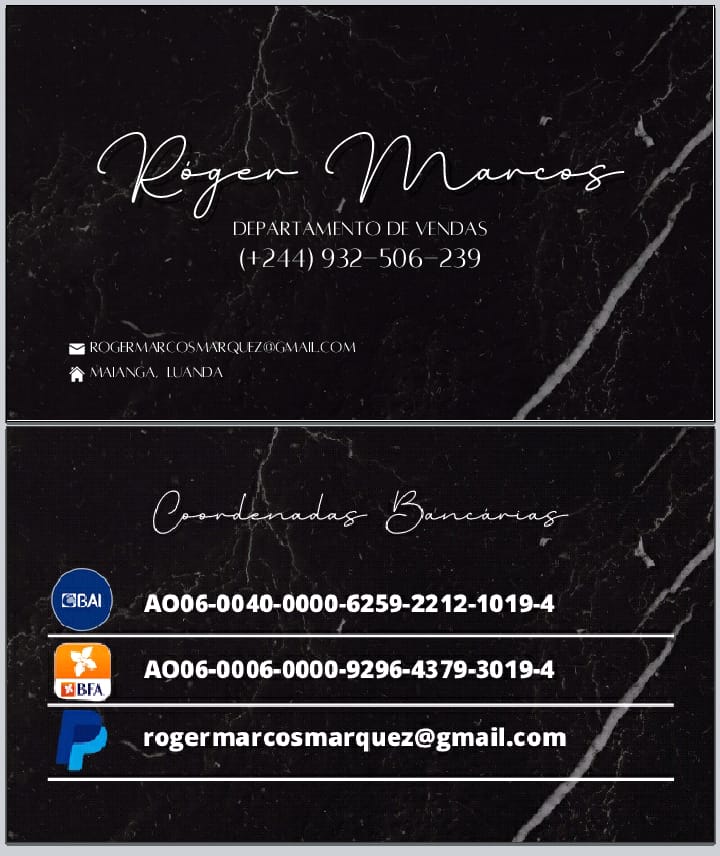 Róger Marcos
DEPARTAMENTO DE VENDAS
(+244) 932-506-239
ROGERMARCOSMARQUEZ@GMAIL.COM
MAIANGA, LUANDA
Coordenadas Bancárias
BAI
AO06-0040-0000-6259-2212-1019-4
AO06-0006-0000-9296-4379-3019-4
BFA
rogermarcosmarquez@gmail.com